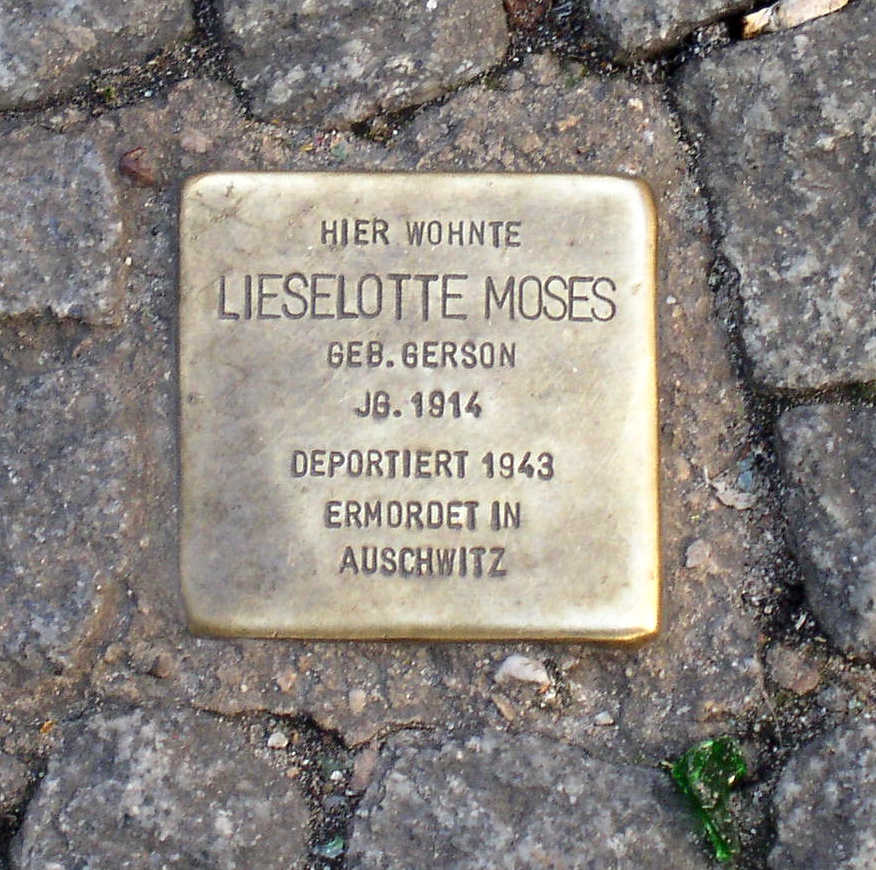 HIER WOHNTE
LIESELOTTE MOSES
GEB. GERSON
JG. 1914
DEPORTIERT 1943
ERMORDET IN
AUSCHWITZ